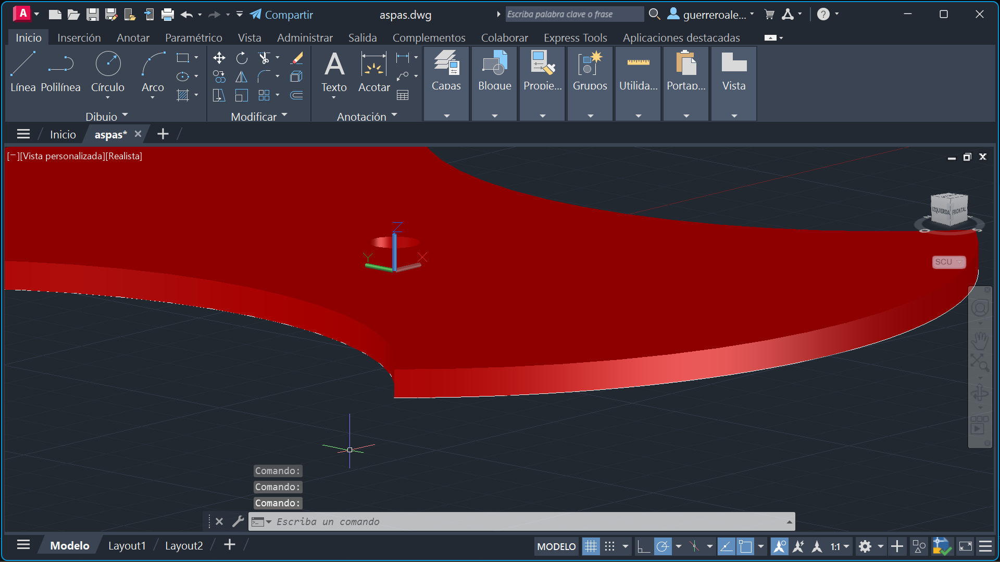 A
Compartir
aspas.dwg
Escriba palabra clave o frase
guerreroale...
?
Inicio
Inserción
Anotar
Paramétrico
Vista
Administrar
Salida
Complementos
Colaborar
Express Tools
Aplicaciones destacadas
Línea
Polilínea
Círculo
Arco
A
Texto
Acotar
Capas
Bloque
Propie...
Grupos
Utilida...
Portap...
Vista
Dibujo
Modificar
Anotación
Inicio
aspas*
[−][Vista personalizada][Realista]
IZQUIERDA
FRONTAL
O
S
SCU
Z
Y
X
Comando:
Comando:
Comando:
Escriba un comando
Modelo
Layout1
Layout2
MODELO
1:1